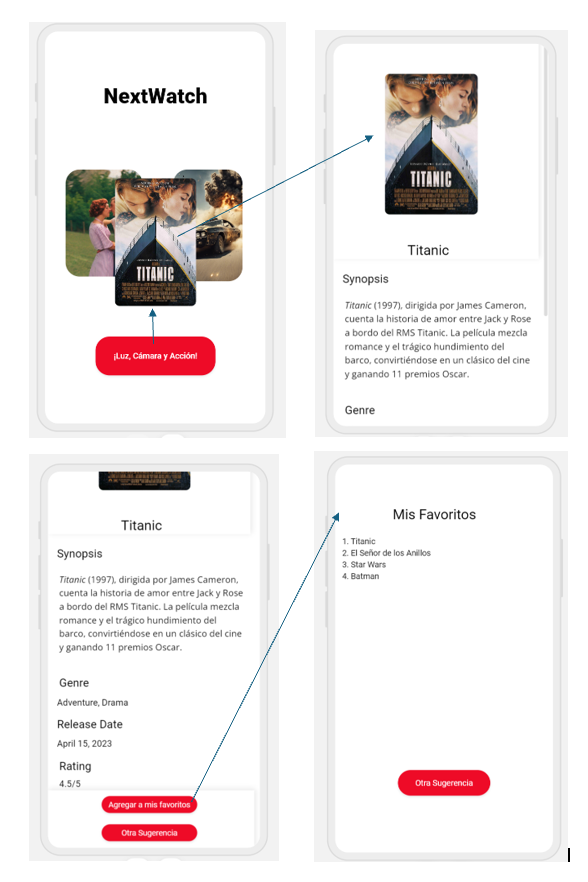 NextWatch
TITANIC
¡Luz, Cámara y Acción!
TITANIC
Titanic
Synopsis
Titanic (1997), dirigida por James Cameron,
cuenta la historia de amor entre Jack y Rose
a bordo del RMS Titanic. La película mezcla
romance y el trágico hundimiento del
barco, convirtiéndose en un clásico del cine
y ganando 11 premios Oscar.
Genre
Titanic
Synopsis
Titanic (1997), dirigida por James Cameron,
cuenta la historia de amor entre Jack y Rose
a bordo del RMS Titanic. La película mezcla
romance y el trágico hundimiento del
barco, convirtiéndose en un clásico del cine
y ganando 11 premios Oscar.
Genre
Adventure, Drama
Release Date
April 15, 2023
Rating
4.5/5
Agregar a mis favoritos
Otra Sugerencia
Mis Favoritos
1. Titanic
2. El Señor de los Anillos
3. Star Wars
4. Batman
Otra Sugerencia